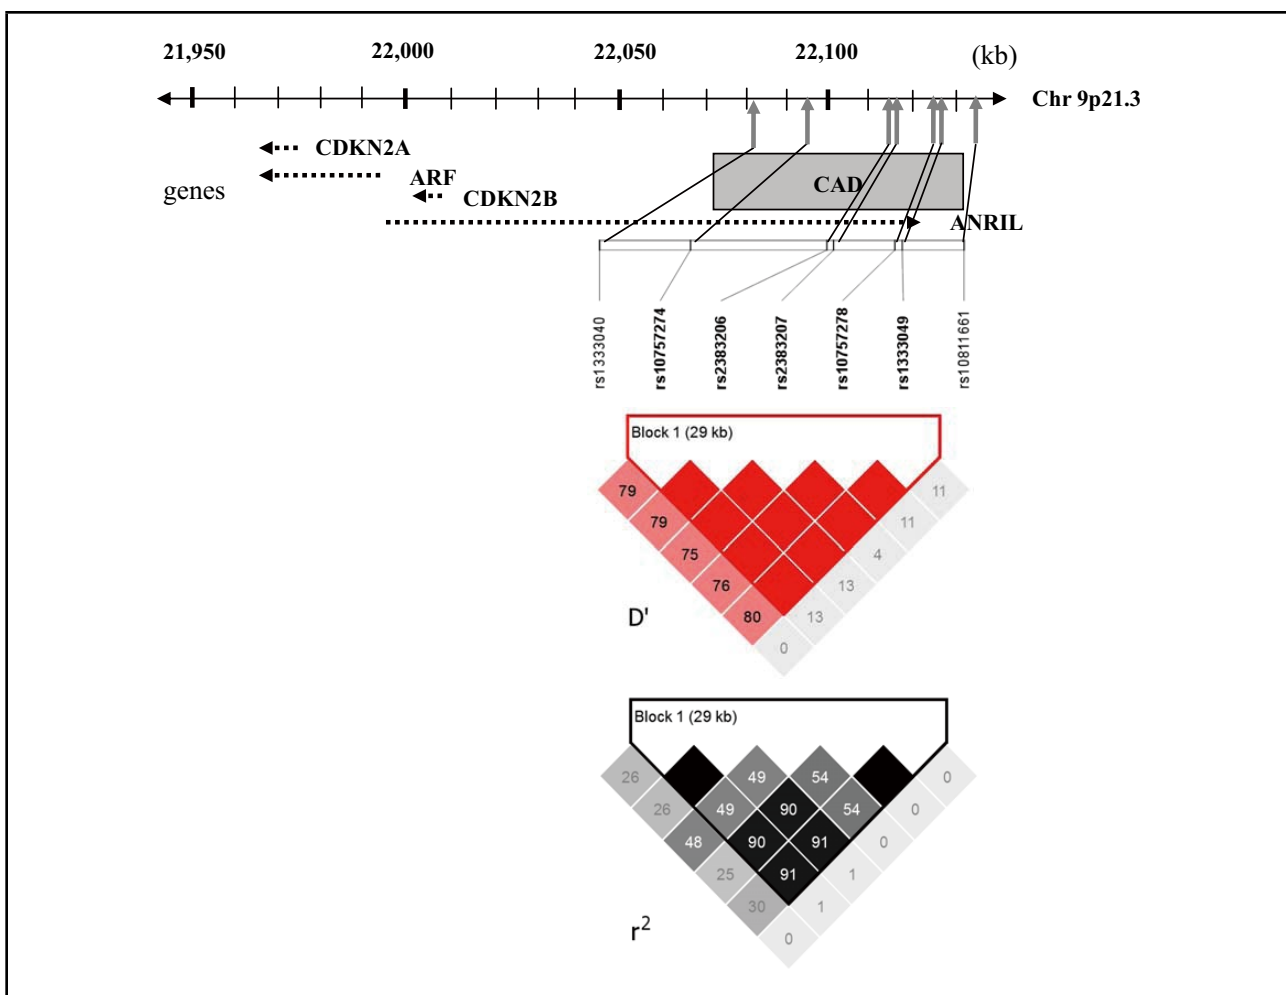 21,950 22,000 22,050 22,100 (kb)
Chr 9p21.3
CDKN2A
genes
ARF
CAD
CDKN2B
ANRIL
rs1333040 rs10757274 rs2383206 rs2383207 rs10757278 rs1333049 rs10811661
Block 1 (29 kb)
79 11
79 11
75 4
76 13
80 13
D'
0
Block 1 (29 kb)
26 49 54 0
26 49 90 54 0
48 90 91 0
25 91 1
30 1
r²
0